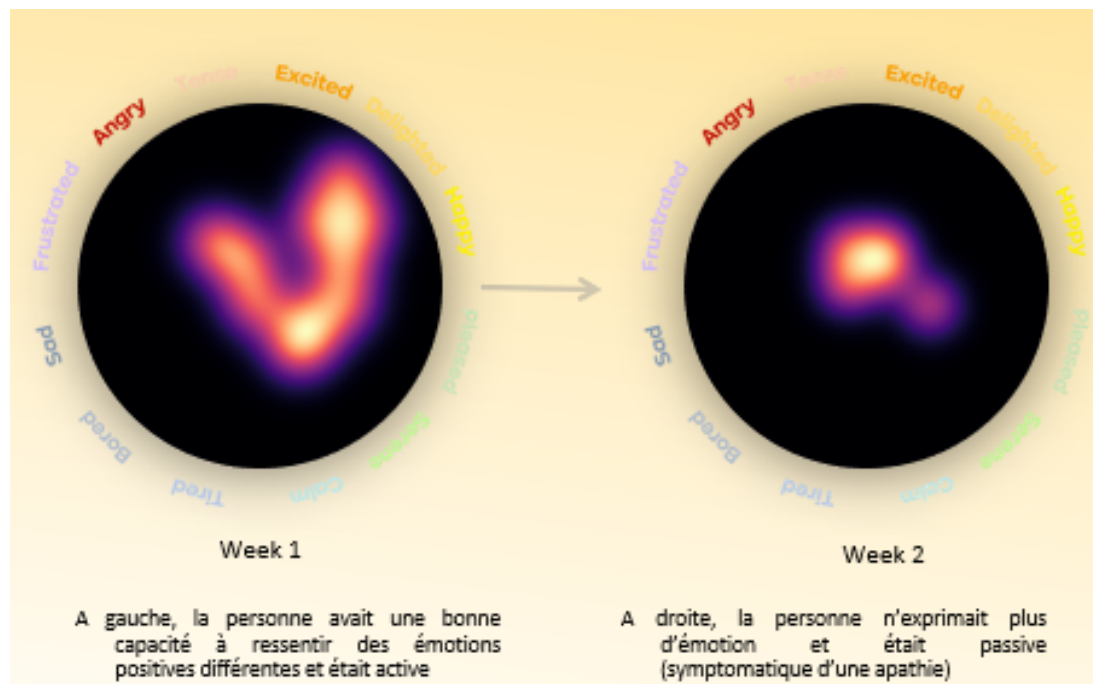 Tense
Excited
Delighted
Happy
Pleased
Serene
Calm
Tired
Bored
Sad
Frustrated
Angry
Tense
Excited
Delighted
Happy
Pleased
Serene
Calm
Tired
Bored
Sad
Frustrated
Angry
Week 1
Week 2
A gauche, la personne avait une bonne
capacité à ressentir des émotions
positives différentes et était active
A droite, la personne n’exprimait plus
d’émotion et était passive
(symptomatique d’une apathie)